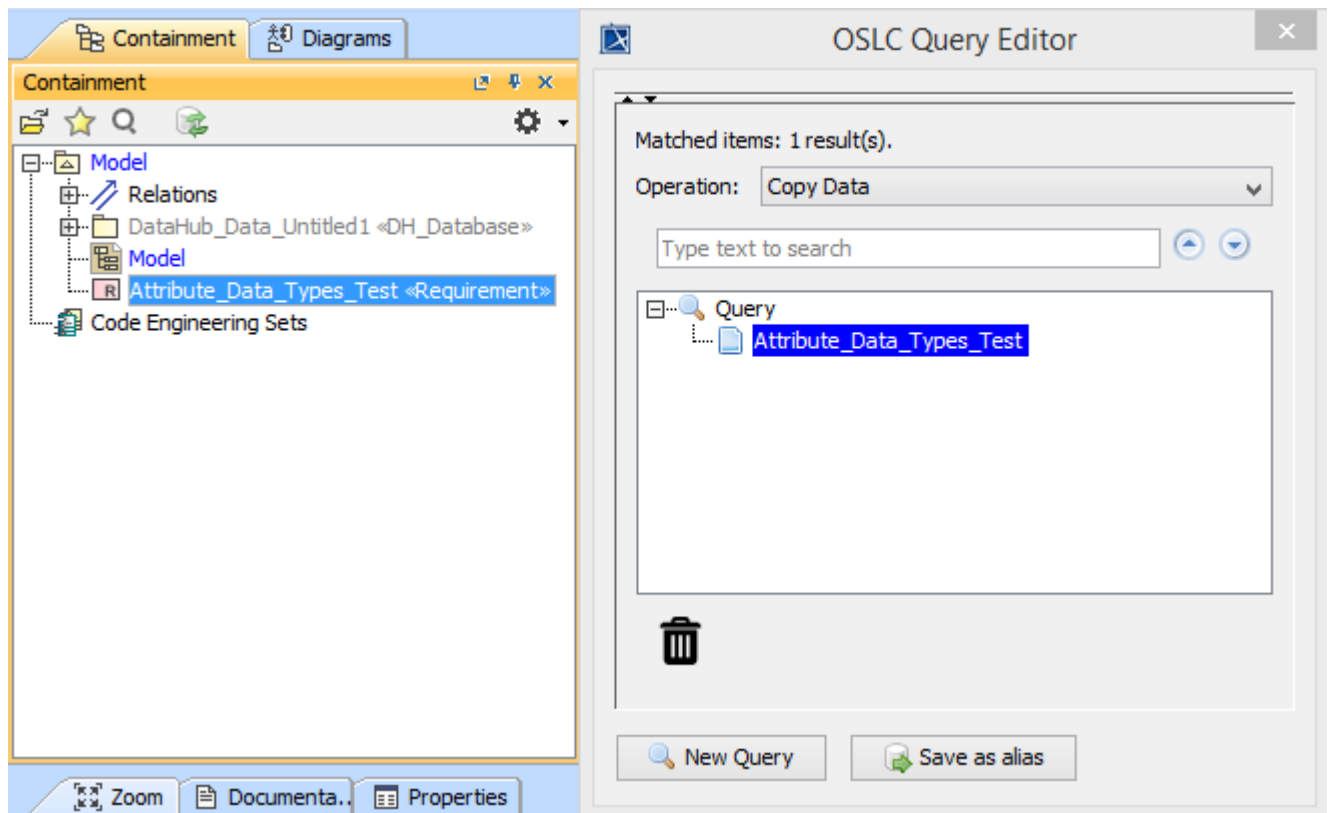 Containment
Diagrams
Containment
Model
Relations
DataHub_Data_Untitled1 «DH_Database»
Model
R Attribute_Data_Types_Test «Requirement»
Code Engineering Sets
Zoom
Documenta..
Properties
OSLC Query Editor
Matched items: 1 result(s).
Operation: Copy Data
Type text to search
Query
Attribute_Data_Types_Test
New Query
Save as alias